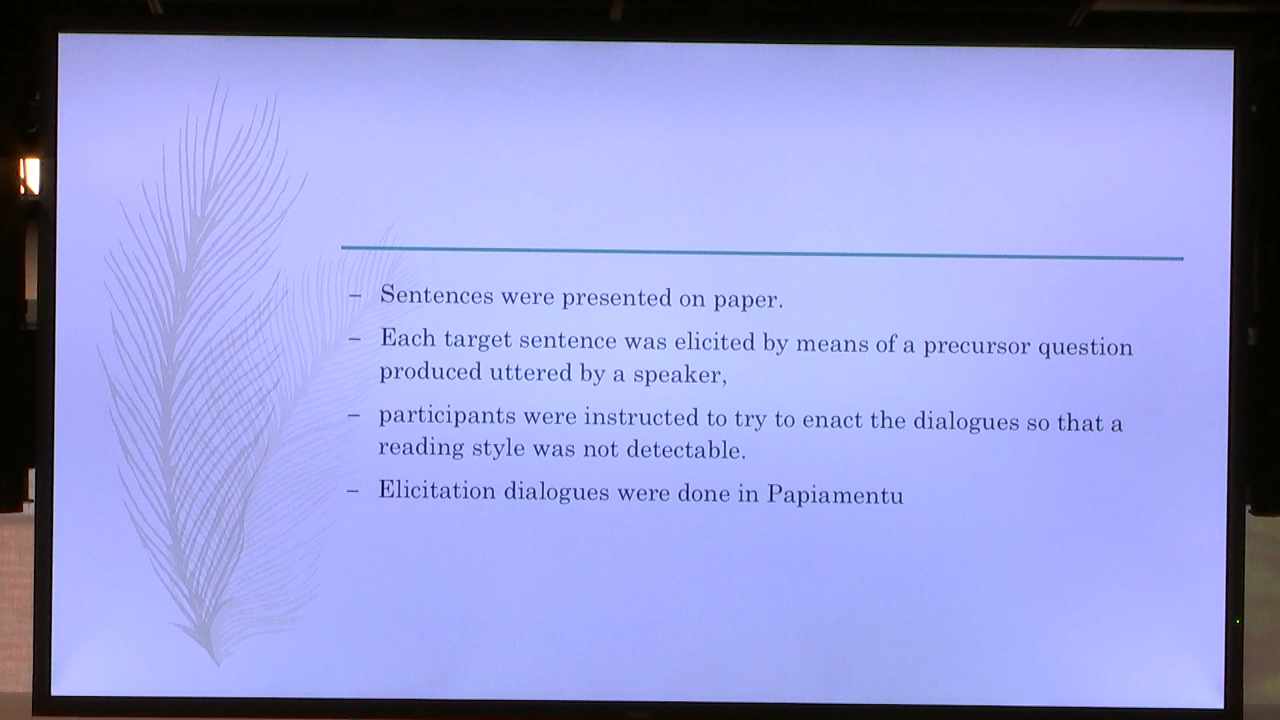 – Sentences were presented on paper.
– Each target sentence was elicited by means of a precursor question
produced uttered by a speaker,
– participants were instructed to try to enact the dialogues so that a
reading style was not detectable.
– Elicitation dialogues were done in Papiamentu